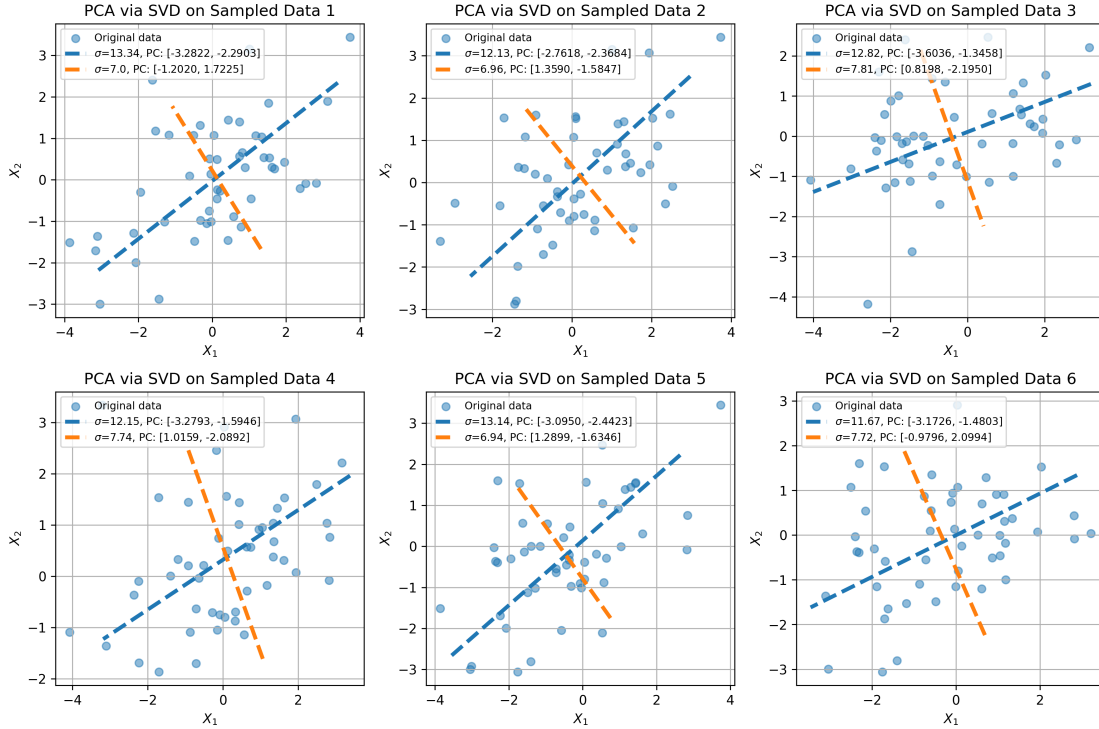 PCA via SVD on Sampled Data 1
Original data
σ=13.34, PC: [-3.2822, -2.2903]
σ=7.0, PC: [-1.2020, 1.7225]
3
2
1
0
−1
−2
−3
X₂
−4 −2 0 2 4
X₁
PCA via SVD on Sampled Data 2
Original data
σ=12.13, PC: [-2.7618, -2.3684]
σ=6.96, PC: [1.3590, -1.5847]
3
2
1
0
−1
−2
−3
X₂
−2 0 2 4
X₁
PCA via SVD on Sampled Data 3
Original data
σ=12.82, PC: [-3.6036, -1.3458]
σ=7.81, PC: [0.8198, -2.1950]
2
1
0
−1
−2
−3
−4
X₂
−4 −2 0 2
X₁
PCA via SVD on Sampled Data 4
Original data
σ=12.15, PC: [-3.2793, -1.5946]
σ=7.74, PC: [1.0159, -2.0892]
3
2
1
0
−1
−2
X₂
−4 −2 0 2
X₁
PCA via SVD on Sampled Data 5
Original data
σ=13.14, PC: [-3.0950, -2.4423]
σ=6.94, PC: [1.2899, -1.6346]
3
2
1
0
−1
−2
−3
X₂
−4 −2 0 2 4
X₁
PCA via SVD on Sampled Data 6
Original data
σ=11.67, PC: [-3.1726, -1.4803]
σ=7.72, PC: [-0.9796, 2.0994]
3
2
1
0
−1
−2
−3
X₂
−2 0 2
X₁